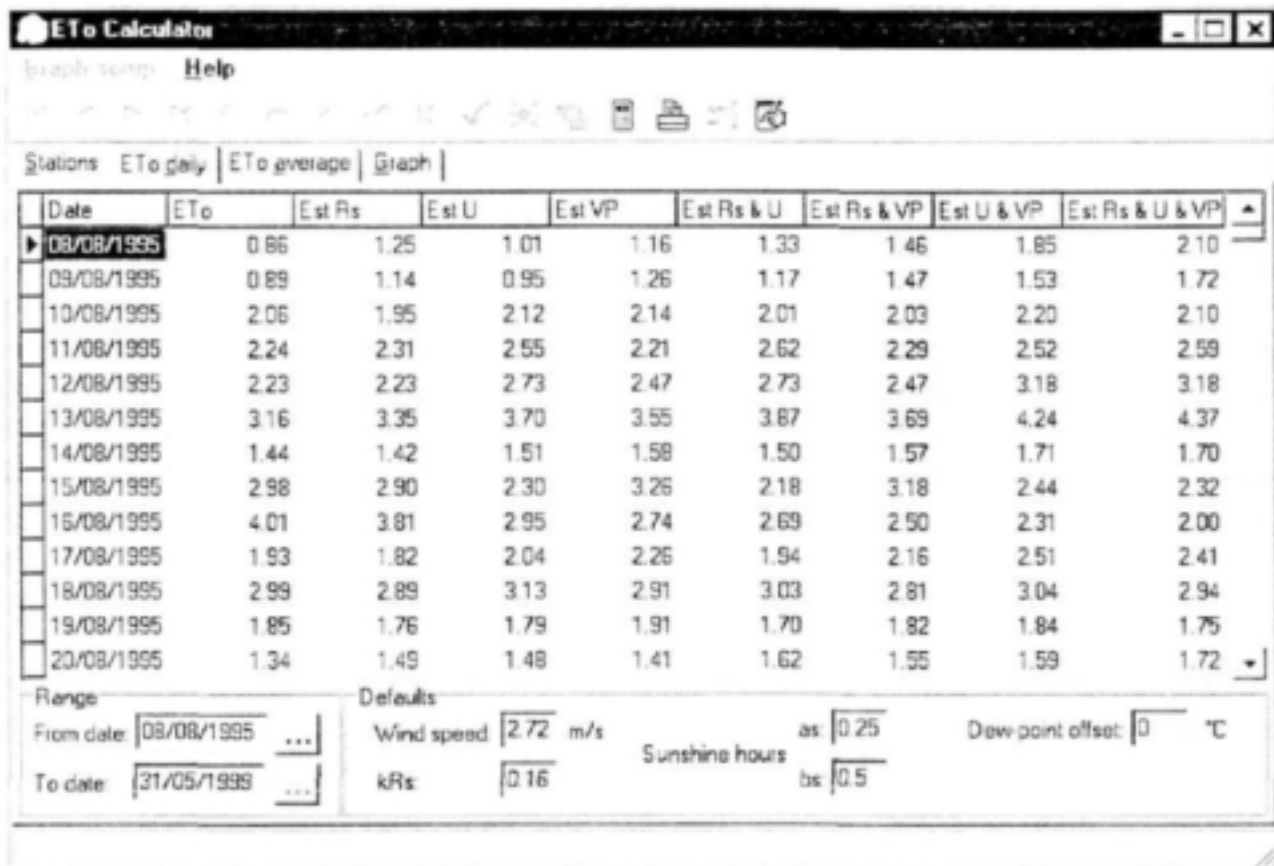 ETo Calculator
Graph setup Help
Stations ETo daily ETo average Graph
Date ETo Est Rs Est U Est VP Est Rs & U Est Rs & VP Est U & VP Est Rs & U & VP
08/08/1995 0.86 1.25 1.01 1.16 1.33 1.46 1.85 2.10
09/08/1995 0.89 1.14 0.95 1.26 1.17 1.47 1.53 1.72
10/08/1995 2.06 1.95 2.12 2.14 2.01 2.03 2.20 2.10
11/08/1995 2.24 2.31 2.55 2.21 2.62 2.29 2.52 2.59
12/08/1995 2.23 2.23 2.73 2.47 2.73 2.47 3.18 3.18
13/08/1995 3.16 3.35 3.70 3.55 3.87 3.69 4.24 4.37
14/08/1995 1.44 1.42 1.51 1.58 1.50 1.57 1.71 1.70
15/08/1995 2.98 2.90 2.30 3.26 2.18 3.18 2.44 2.32
16/08/1995 4.01 3.81 2.95 2.74 2.69 2.50 2.31 2.00
17/08/1995 1.93 1.82 2.04 2.26 1.94 2.16 2.51 2.41
18/08/1995 2.99 2.89 3.13 2.91 3.03 2.81 3.04 2.94
19/08/1995 1.85 1.76 1.79 1.91 1.70 1.82 1.84 1.75
20/08/1995 1.34 1.49 1.48 1.41 1.62 1.55 1.59 1.72
Range Defaults
From date: 08/08/1995 ... Wind speed: 2.72 m/s as: 0.25 Dew-point offset: 0 °C
Sunshine hours
To date: 31/05/1999 ... kRs: 0.16 bs: 0.5